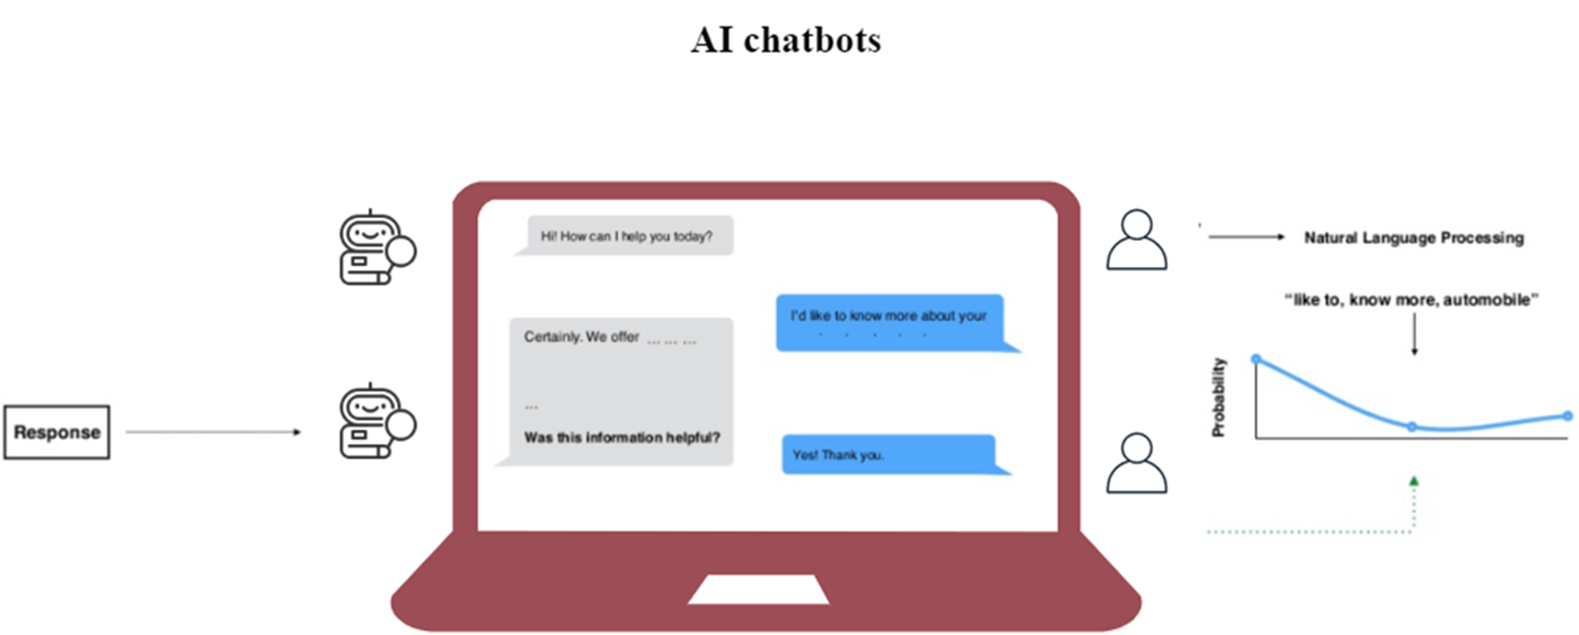 AI chatbots
Hi! How can I help you today?
I'd like to know more about your
. . . . .
Certainly. We offer ... ... ...
...
Was this information helpful?
Yes! Thank you.
Response
Natural Language Processing
“like to, know more, automobile”
Probability